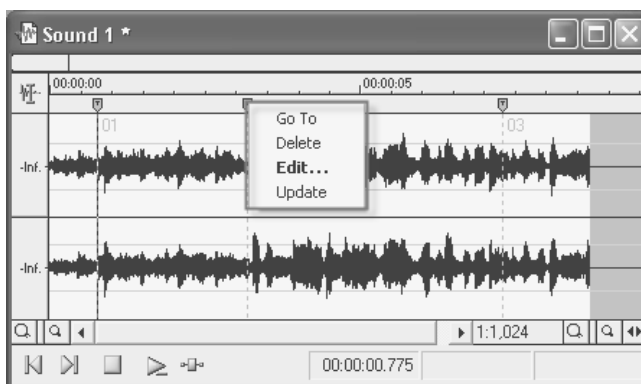 Sound 1 *
00:00:00 00:00:05
01 03
Go To
Delete
Edit...
Update
-Inf.
-Inf.
1:1,024
00:00:00.775